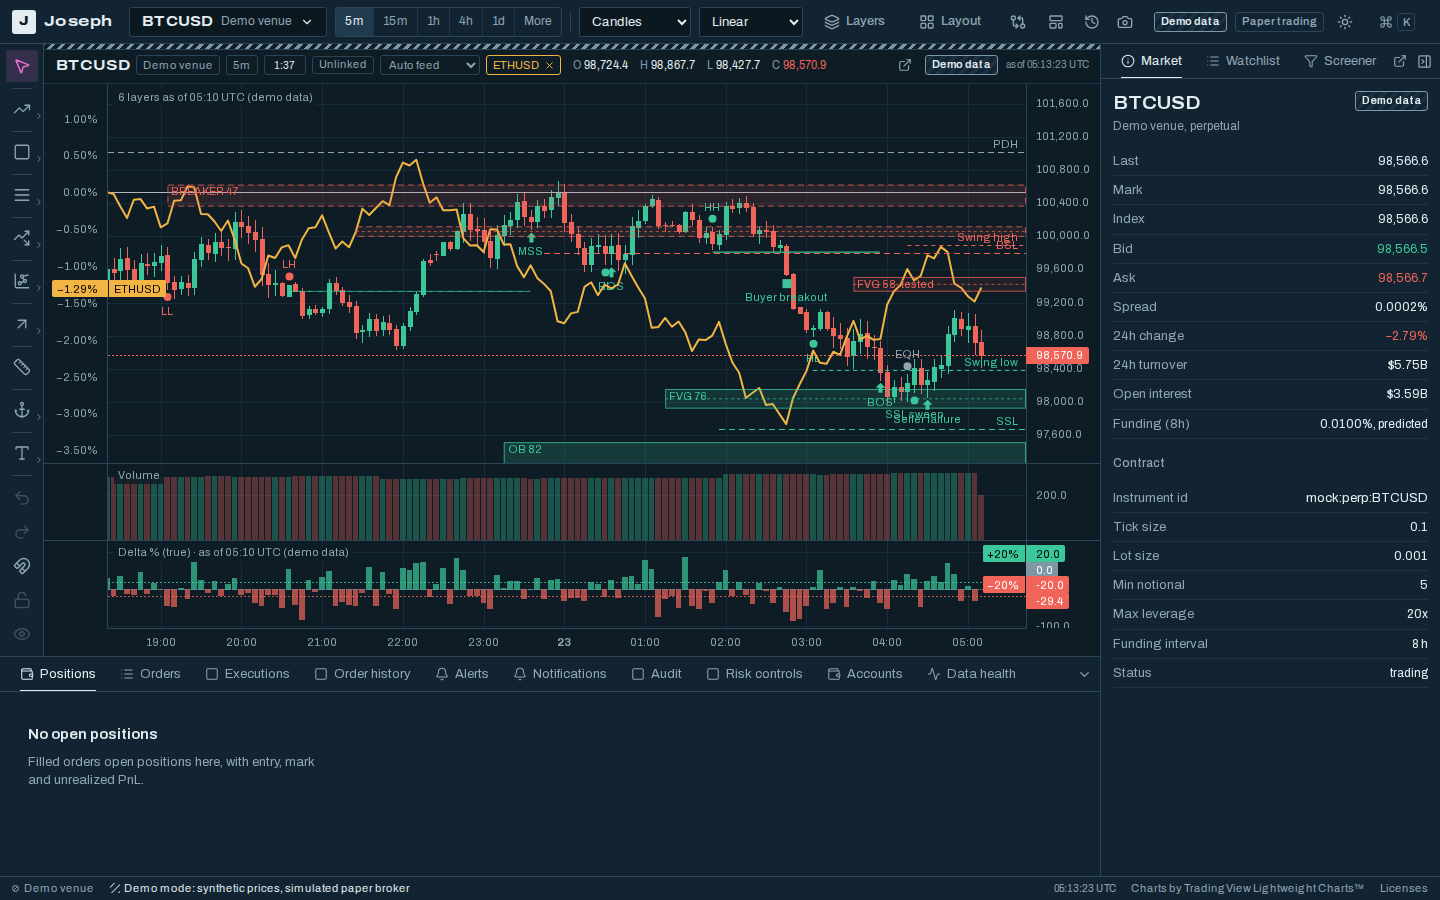 J Joseph
BTCUSD Demo venue
5m 15m 1h 4h 1d More
Candles
Linear
Layers
Layout
Demo data
Paper trading
⌘ K
BTCUSD Demo venue 5m 1:37 Unlinked Auto feed ETHUSD × O 98,724.4 H 98,867.7 L 98,427.7 C 98,570.9
Demo data as of 05:13:23 UTC
6 layers as of 05:10 UTC (demo data)
1.00%
0.50%
0.00%
−0.50%
−1.00%
−1.29% ETHUSD
−1.50%
−2.00%
−2.50%
−3.00%
−3.50%
PDH
BREAKER 47
HH
Swing high
BSL
MSS
LH
LL
BOS
Buyer breakout
FVG 58 tested
EQH
HL
Swing low
FVG 76
BOS
SSL sweep
Seller failure
SSL
OB 82
101,600.0
101,200.0
100,800.0
100,400.0
100,000.0
99,600.0
99,200.0
98,800.0
98,570.9
98,400.0
98,000.0
97,600.0
Volume
200.0
Delta % (true) · as of 05:10 UTC (demo data)
+20% 20.0
0.0
−20% -20.0
-29.4
-100.0
19:00 20:00 21:00 22:00 23:00 23 01:00 02:00 03:00 04:00 05:00
Positions Orders Executions Order history Alerts Notifications Audit Risk controls Accounts Data health
No open positions
Filled orders open positions here, with entry, mark
and unrealized PnL.
Market Watchlist Screener
BTCUSD Demo data
Demo venue, perpetual
Last 98,566.6
Mark 98,566.6
Index 98,566.6
Bid 98,566.5
Ask 98,566.7
Spread 0.0002%
24h change −2.79%
24h turnover $5.75B
Open interest $3.59B
Funding (8h) 0.0100%, predicted
Contract
Instrument id mock:perp:BTCUSD
Tick size 0.1
Lot size 0.001
Min notional 5
Max leverage 20x
Funding interval 8 h
Status trading
Demo venue Demo mode: synthetic prices, simulated paper broker
05:13:23 UTC Charts by TradingView Lightweight Charts™ Licenses